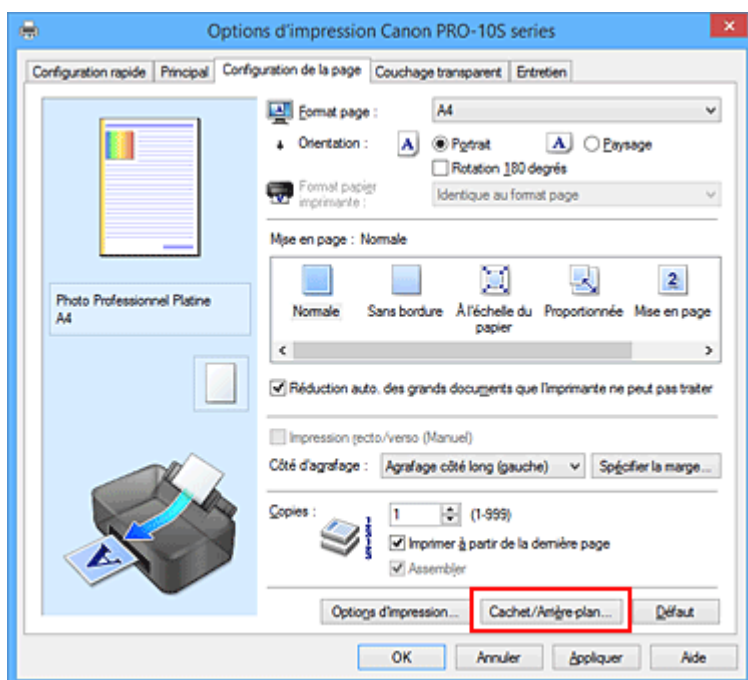 Options d'impression Canon PRO-10S series
Configuration rapide Principal Configuration de la page Couchage transparent Entretien
Format page : A4
Orientation : A Portrait A Paysage
Rotation 180 degrés
Format papier imprimante : Identique au format page
Mise en page : Normale
Photo Professionnel Platine
A4
2
Normale Sans bordure À l'échelle du papier Proportionnée Mise en page
Réduction auto. des grands documents que l'imprimante ne peut pas traiter
Impression recto/verso (Manuel)
Côté d'agrafage : Agrafage côté long (gauche) Spécifier la marge...
Copies : 1 (1-999)
Imprimer à partir de la dernière page
Assembler
A
Options d'impression... Cachet/Arrière-plan... Défaut
OK Annuler Appliquer Aide